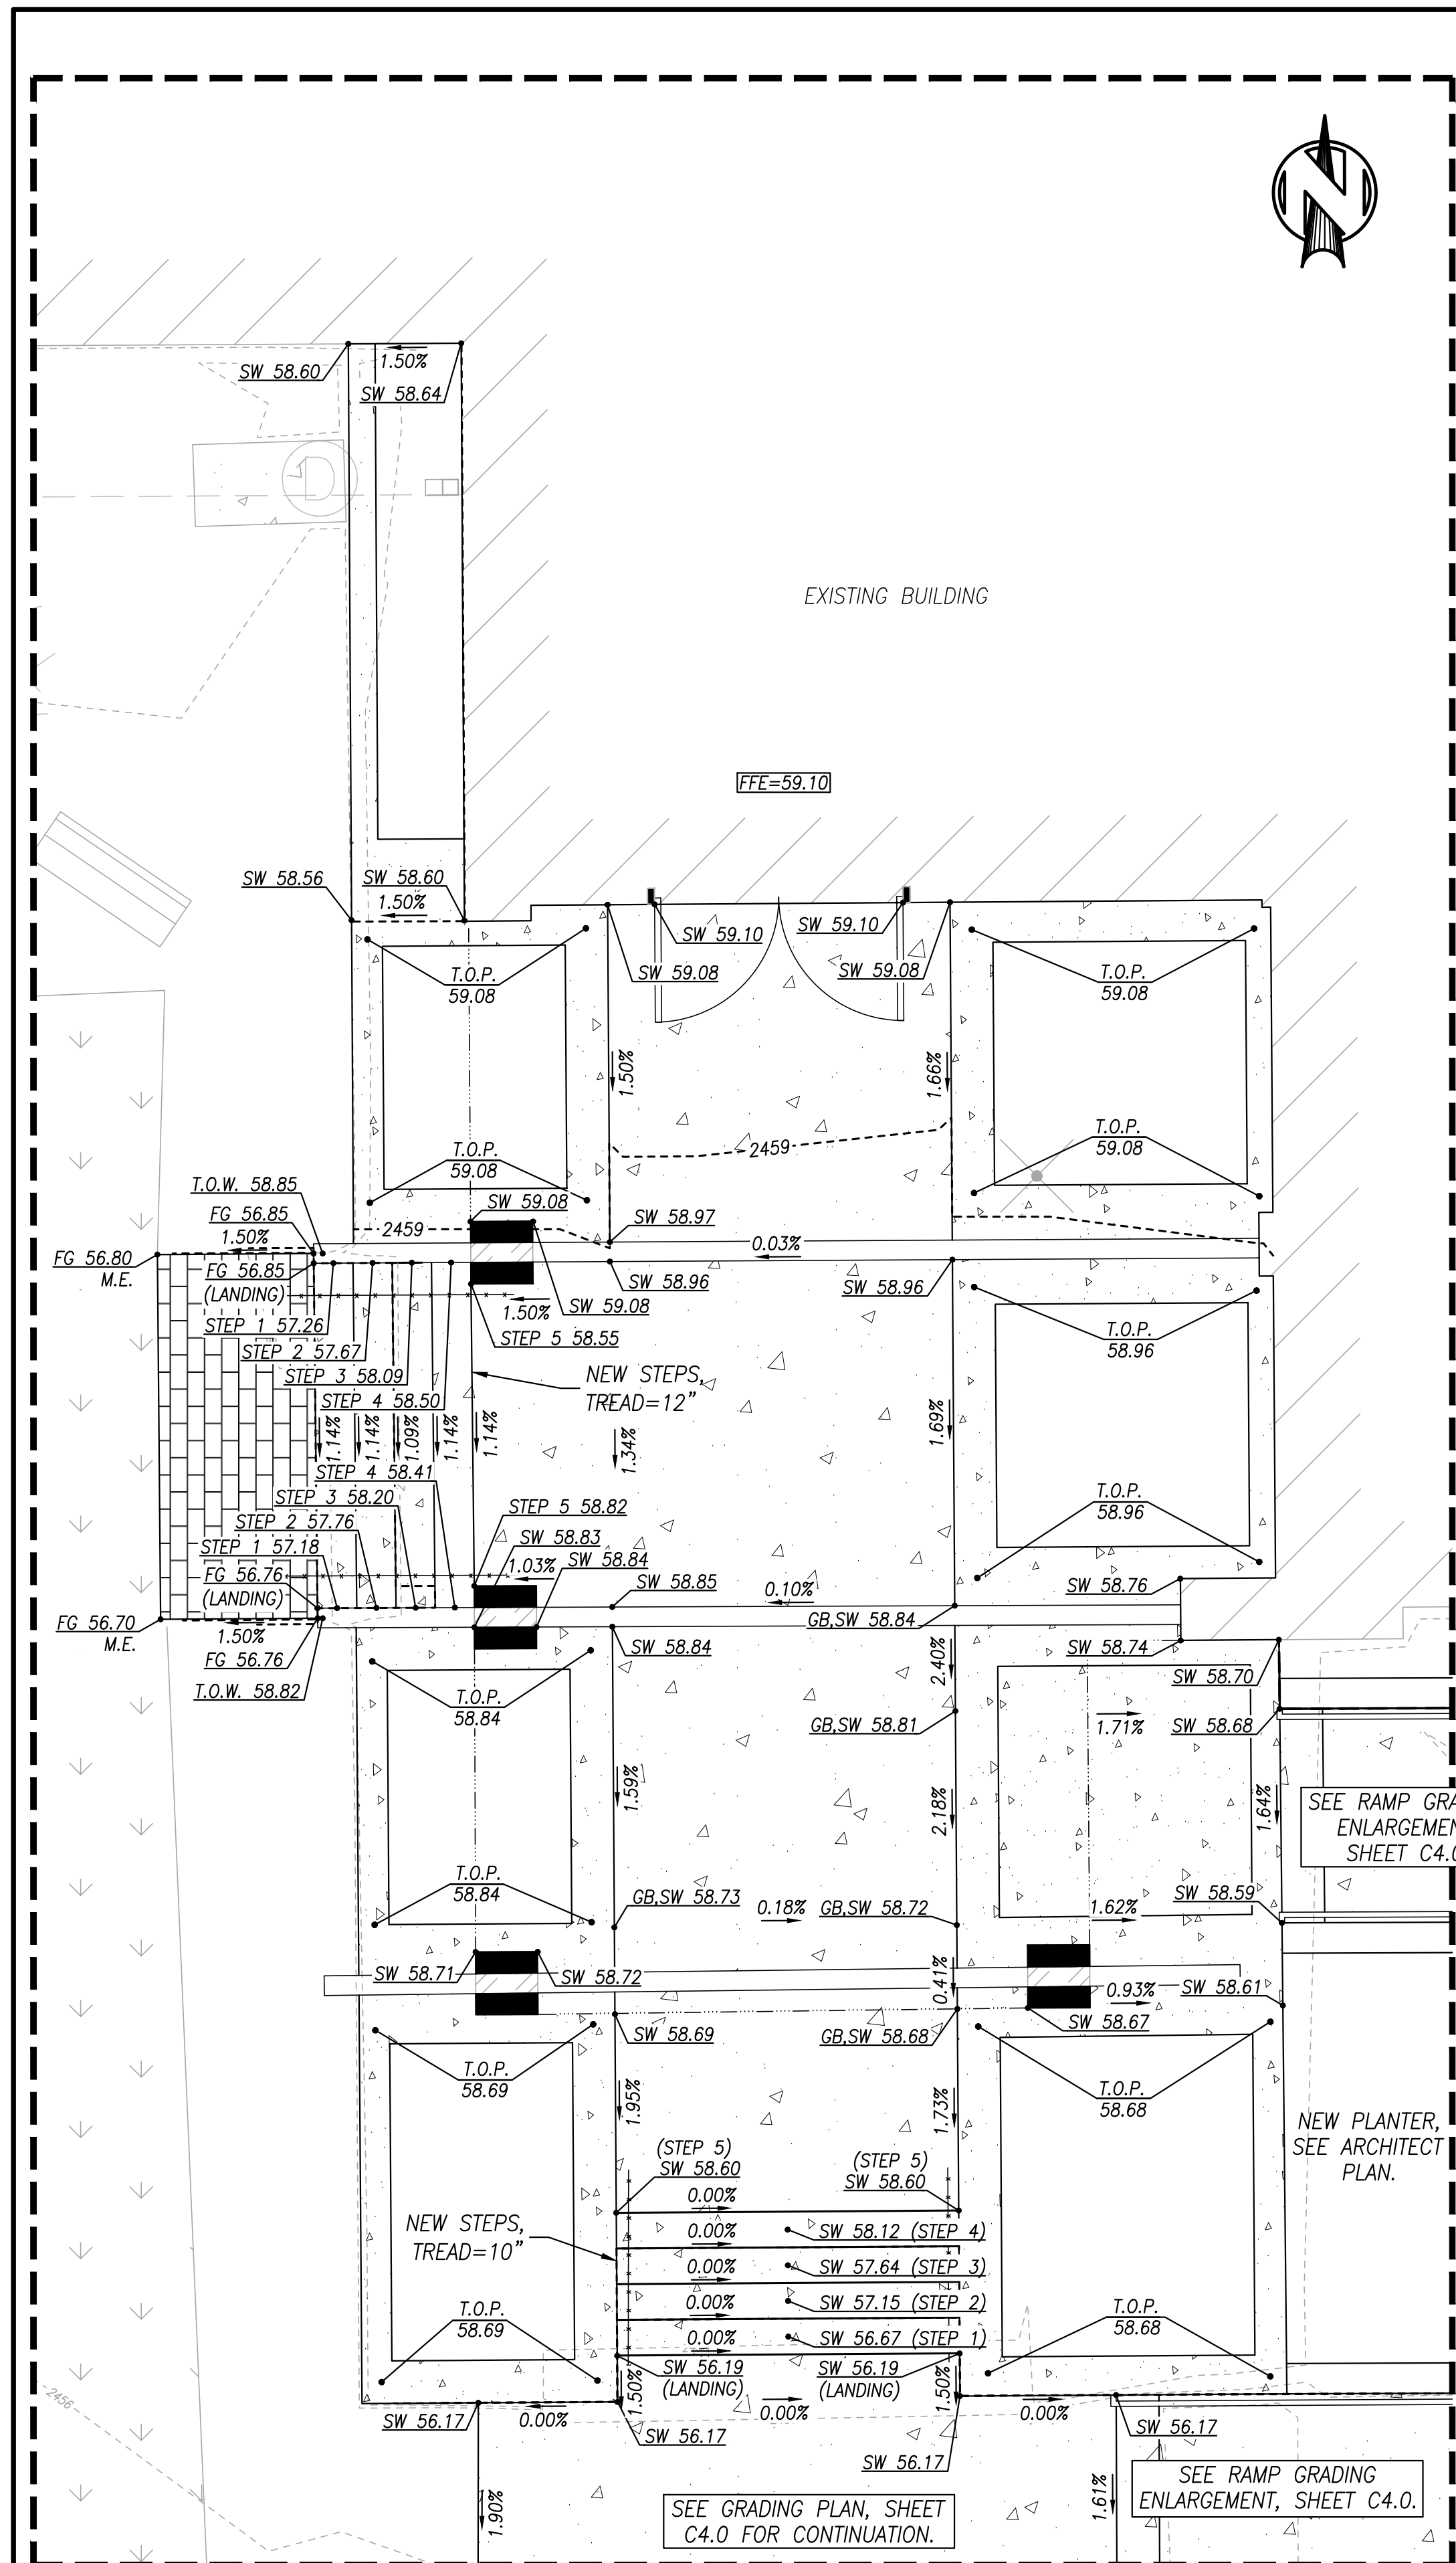 N
SW 58.60
1.50%
SW 58.64
D
EXISTING BUILDING
FFE=59.10
SW 58.56
SW 58.60
1.50%
SW 59.10
SW 59.10
SW 59.08
SW 59.08
T.O.P.
59.08
T.O.P.
59.08
1.50%
1.66%
T.O.P.
59.08
T.O.P.
59.08
2459
T.O.W. 58.85
SW 59.08
FG 56.85
1.50%
2459
SW 58.97
0.03%
FG 56.80
M.E.
FG 56.85
(LANDING)
SW 58.96
SW 58.96
1.50%
SW 59.08
STEP 1 57.26
STEP 5 58.55
STEP 2 57.67
T.O.P.
58.96
STEP 3 58.09
NEW STEPS,
TREAD=12"
STEP 4 58.50
1.14%
1.14%
1.09%
1.14%
1.14%
1.34%
1.69%
STEP 4 58.41
STEP 3 58.20
STEP 5 58.82
T.O.P.
58.96
STEP 2 57.76
SW 58.83
STEP 1 57.18
1.03%
SW 58.84
FG 56.76
(LANDING)
SW 58.85
0.10%
SW 58.76
FG 56.70
M.E.
1.50%
GB,SW 58.84
FG 56.76
SW 58.84
SW 58.74
2.40%
SW 58.70
T.O.W. 58.82
T.O.P.
58.84
GB,SW 58.81
1.71%
SW 58.68
1.59%
2.18%
1.64%
SEE RAMP GRA
ENLARGEMEN
SHEET C4.0
T.O.P.
58.84
GB,SW 58.73
0.18%
GB,SW 58.72
1.62%
SW 58.59
SW 58.71
SW 58.72
0.41%
0.93%
SW 58.61
SW 58.69
GB,SW 58.68
SW 58.67
T.O.P.
58.69
T.O.P.
58.68
1.95%
1.73%
NEW PLANTER,
SEE ARCHITECT
PLAN.
(STEP 5)
SW 58.60
(STEP 5)
SW 58.60
0.00%
NEW STEPS,
TREAD=10"
0.00%
SW 58.12 (STEP 4)
0.00%
SW 57.64 (STEP 3)
0.00%
SW 57.15 (STEP 2)
T.O.P.
58.69
T.O.P.
58.68
0.00%
SW 56.67 (STEP 1)
SW 56.19
(LANDING)
SW 56.19
(LANDING)
2456
1.50%
1.50%
SW 56.17
0.00%
0.00%
0.00%
SW 56.17
SW 56.17
SW 56.17
1.90%
1.61%
SEE GRADING PLAN, SHEET
C4.0 FOR CONTINUATION.
SEE RAMP GRADING
ENLARGEMENT, SHEET C4.0.